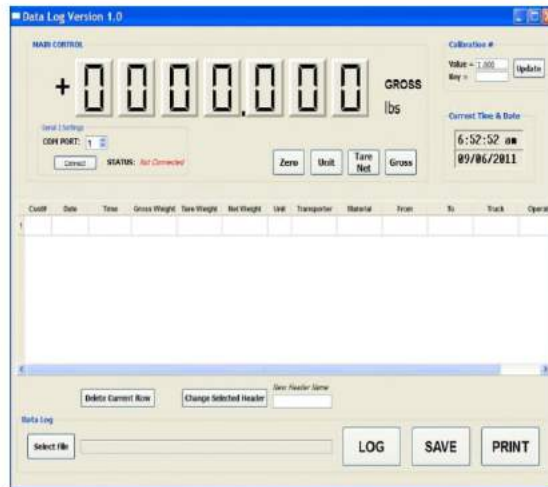 Data Log Version 1.0
MAIN CONTROL
+ 0000.000
GROSS
lbs
Serial 1 Settings
COM PORT: 1
Connect
STATUS: Not Connected
Zero
Unit
Tare
Net
Gross
Calibration #
Value = 1.000
Key =
Update
Current Time & Date
6:52:52 am
09/06/2011
Cust# Date Time Gross Weight Tare Weight Net Weight Unit Transporter Material From To Truck Operat
1
Delete Current Row
Change Selected Header
New Header Name
Data Log
Select File
LOG
SAVE
PRINT